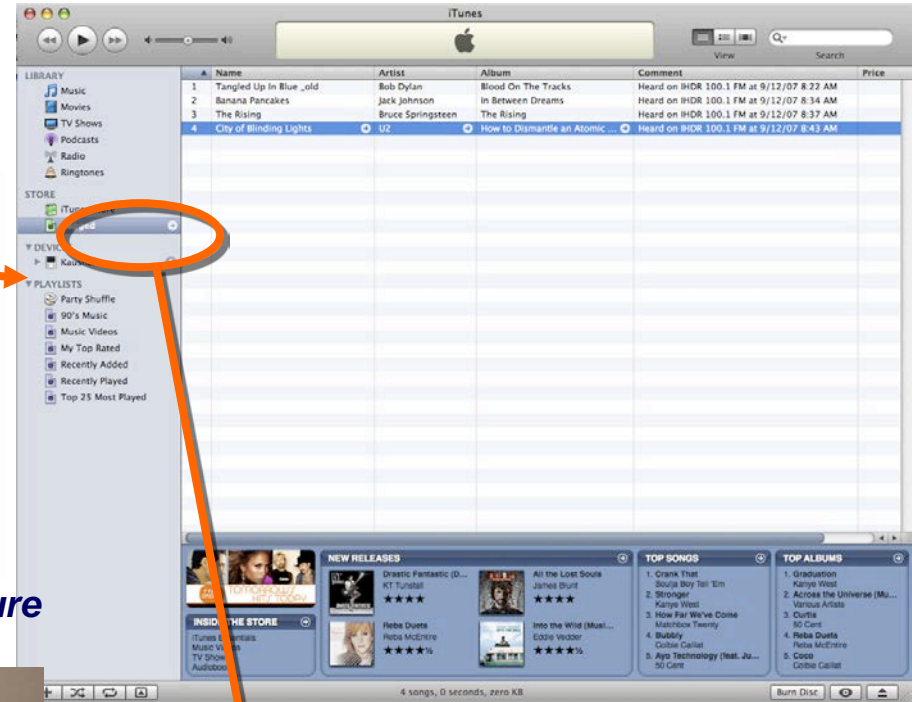 iTunes
View
Search
LIBRARY
Music
Movies
TV Shows
Podcasts
Radio
Ringtones
STORE
DEVIC
PLAYLISTS
Party Shuffle
90's Music
Music Videos
My Top Rated
Recently Added
Recently Played
Top 25 Most Played
Name Artist Album Comment Price
1 Tangled Up In Blue _old Bob Dylan Blood On The Tracks Heard on IHDR 100.1 FM at 9/12/07 8:22 AM
2 Banana Pancakes Jack Johnson In Between Dreams Heard on IHDR 100.1 FM at 9/12/07 8:34 AM
3 The Rising Bruce Springsteen The Rising Heard on IHDR 100.1 FM at 9/12/07 8:37 AM
4 City of Blinding Lights U2 How to Dismantle an Atomic ... Heard on IHDR 100.1 FM at 9/12/07 8:43 AM
ure
TOMORROW'S
HITS TODAY
INSIDE THE STORE
iTunes Essentials
Music Videos
TV Shows
NEW RELEASES
Drastic Fantastic (D...
KT Tunstall
All the Lost Souls
James Blunt
Reba Duets
Reba McEntire
Into the Wild (Musi...
Eddie Vedder
TOP SONGS
1. Crank That
Soulja Boy Tell 'Em
2. Stronger
Kanye West
3. How Far We've Come
Matchbox Twenty
4. Bubbly
Colbie Caillat
5. Ayo Technology (feat. Ju...
50 Cent
TOP ALBUMS
1. Graduation
Kanye West
2. Across the Universe (Mu...
Various Artists
3. Curtis
50 Cent
4. Reba Duets
Reba McEntire
5. Coco
Colbie Caillat
4 songs, 0 seconds, zero KB
Burn Disc